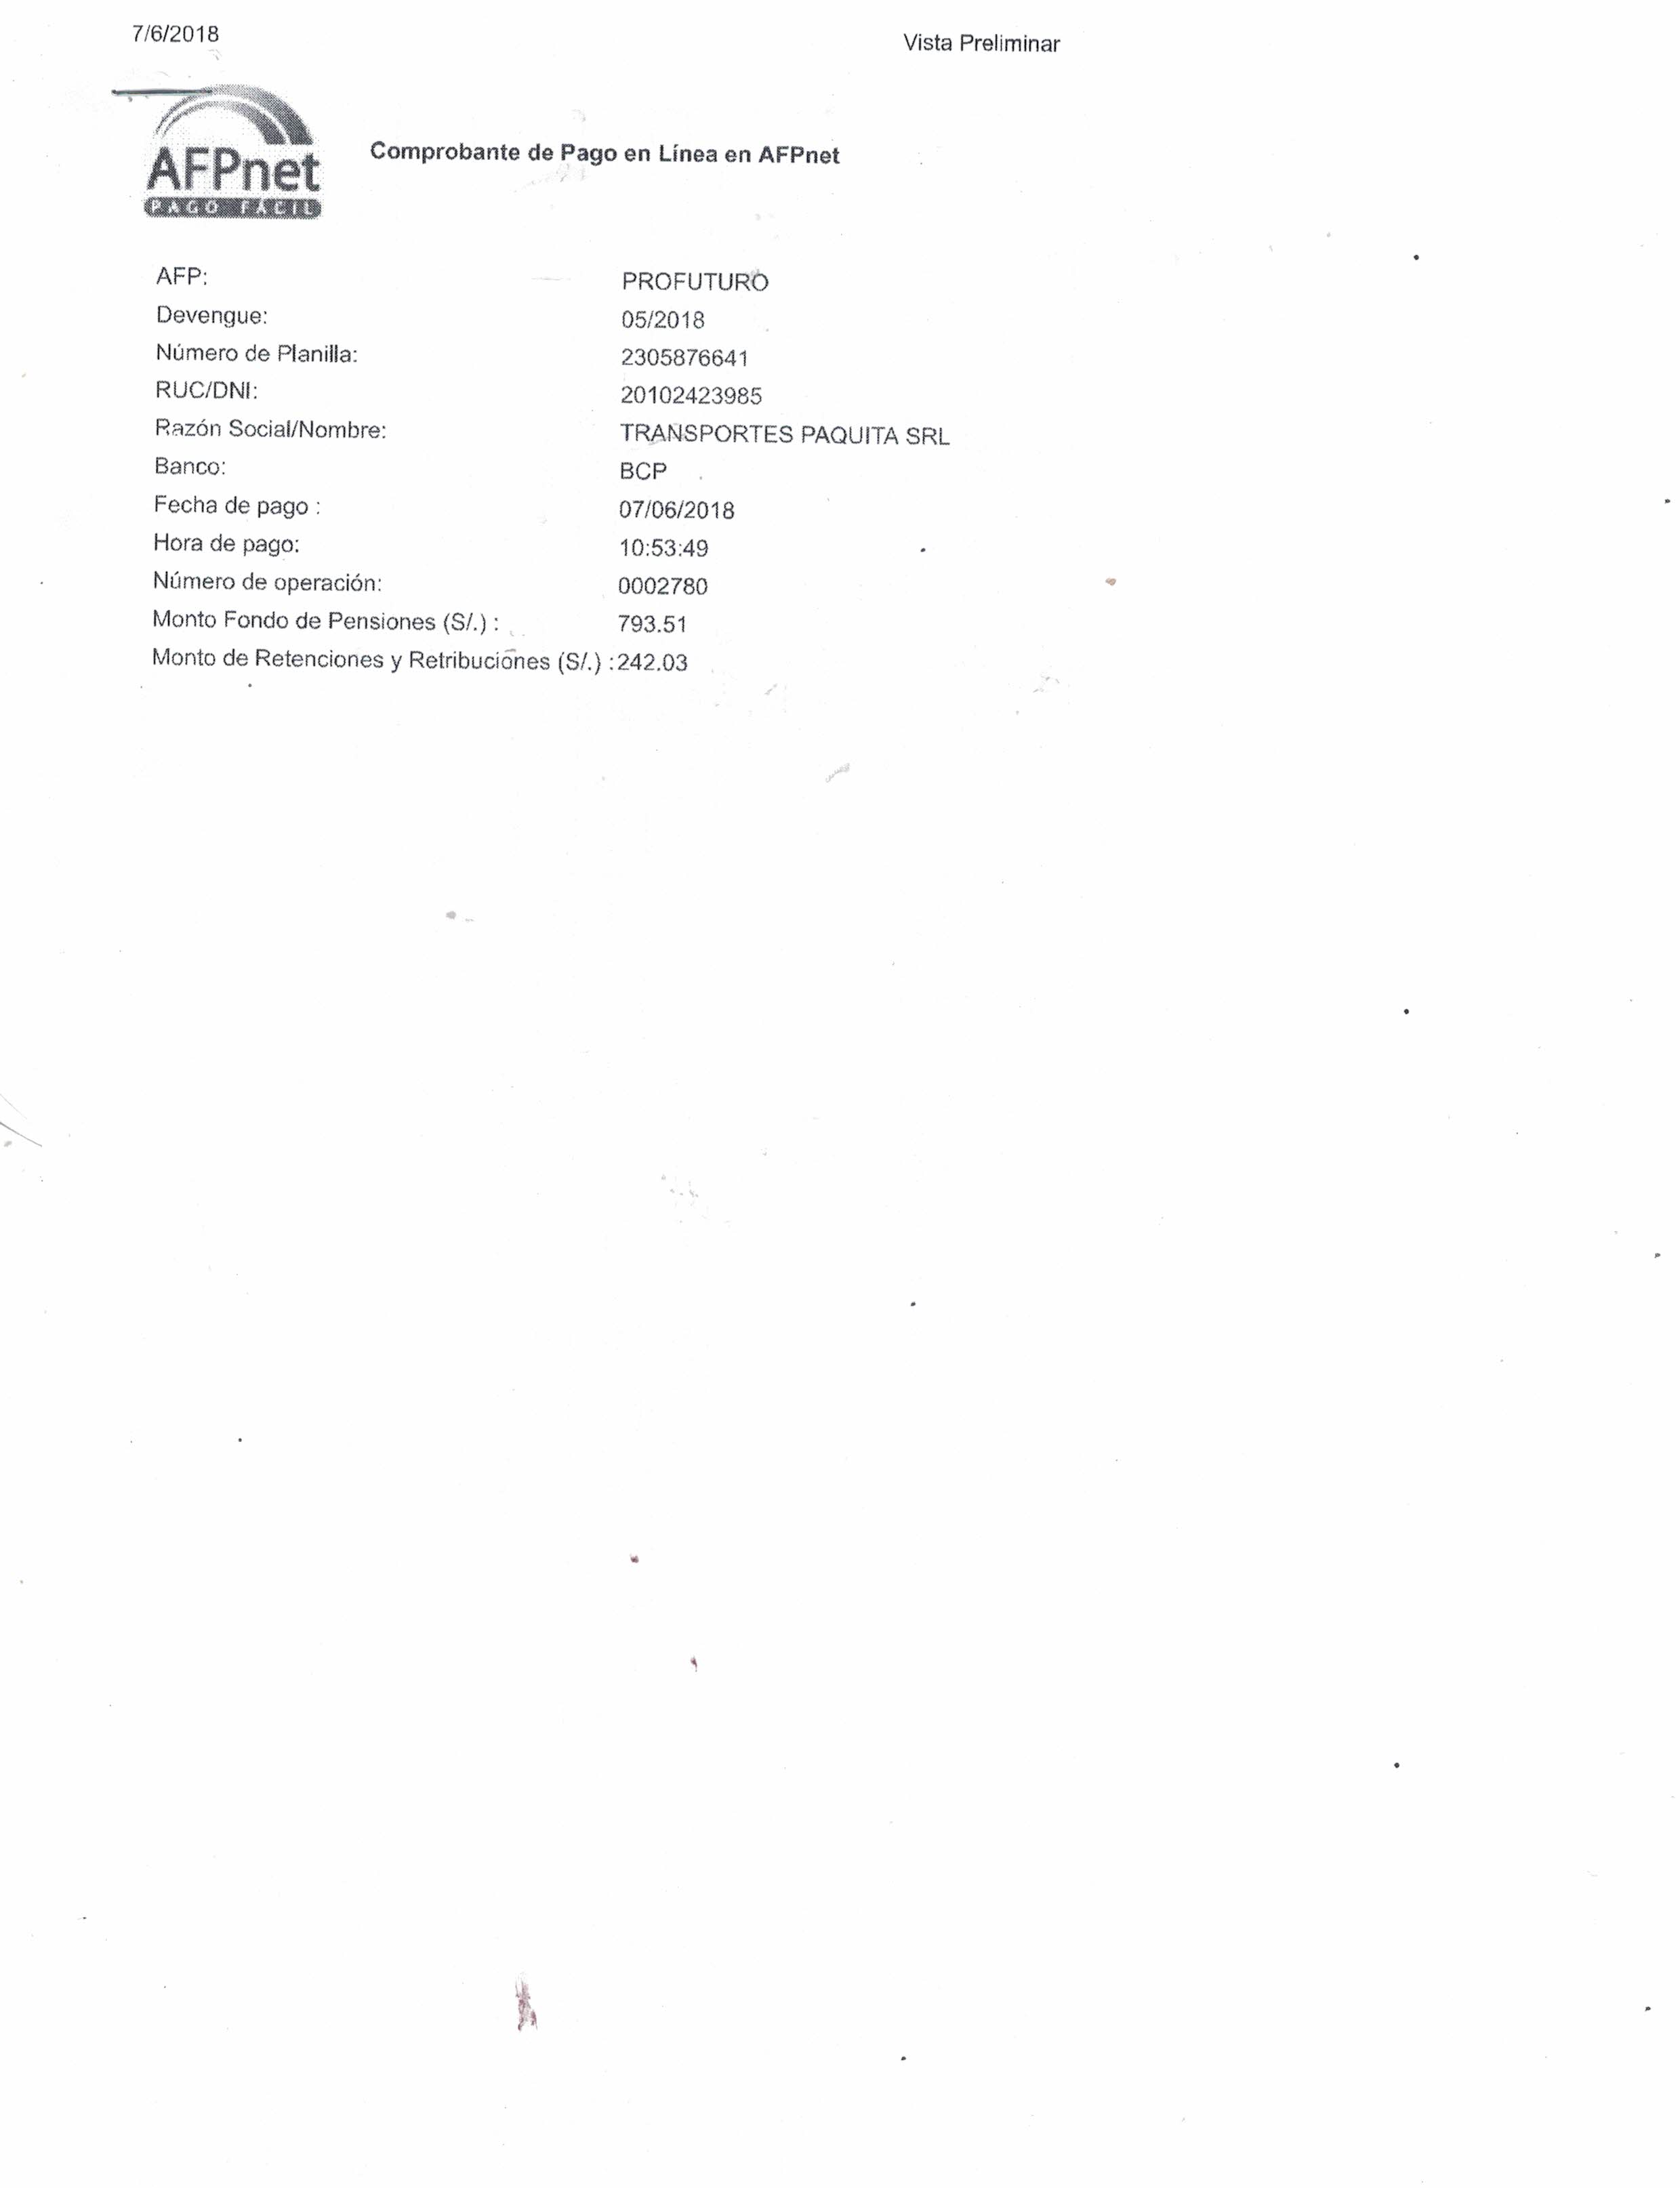 7/6/2018
Vista Preliminar
AFPnet
PAGO FACIL
Comprobante de Pago en Línea en AFPnet
AFP: PROFUTURO
Devengue: 05/2018
Número de Planilla: 2305876641
RUC/DNI: 20102423985
Razón Social/Nombre: TRANSPORTES PAQUITA SRL
Banco: BCP
Fecha de pago : 07/06/2018
Hora de pago: 10:53:49
Número de operación: 0002780
Monto Fondo de Pensiones (S/.) : 793.51
Monto de Retenciones y Retribuciones (S/.) :242.03